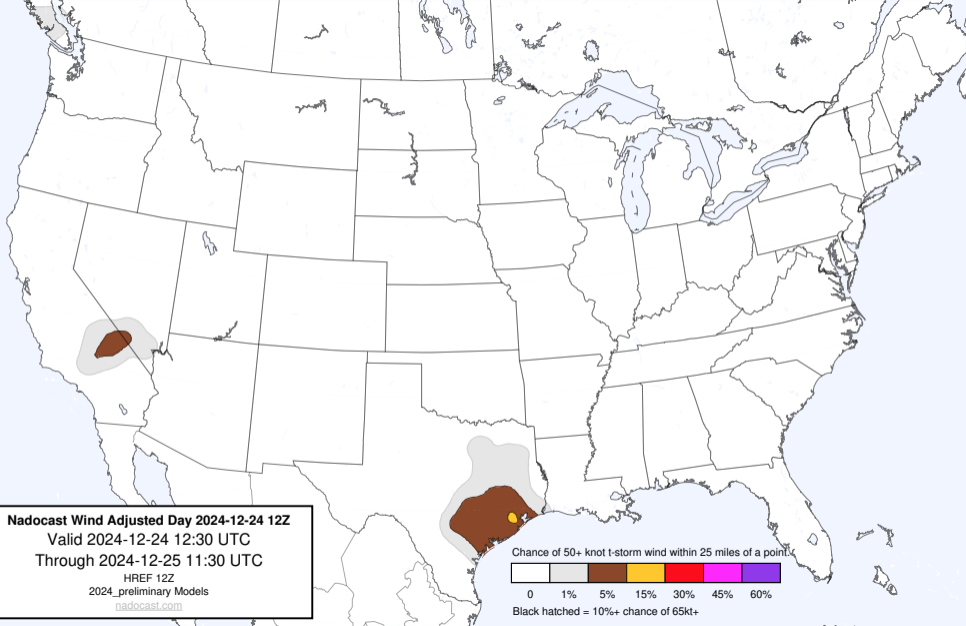 Nadocast Wind Adjusted Day 2024-12-24 12Z
Valid 2024-12-24 12:30 UTC
Through 2024-12-25 11:30 UTC
HREF 12Z
2024_preliminary Models
nadocast.com
Chance of 50+ knot t-storm wind within 25 miles of a point.
0 1% 5% 15% 30% 45% 60%
Black hatched = 10%+ chance of 65kt+